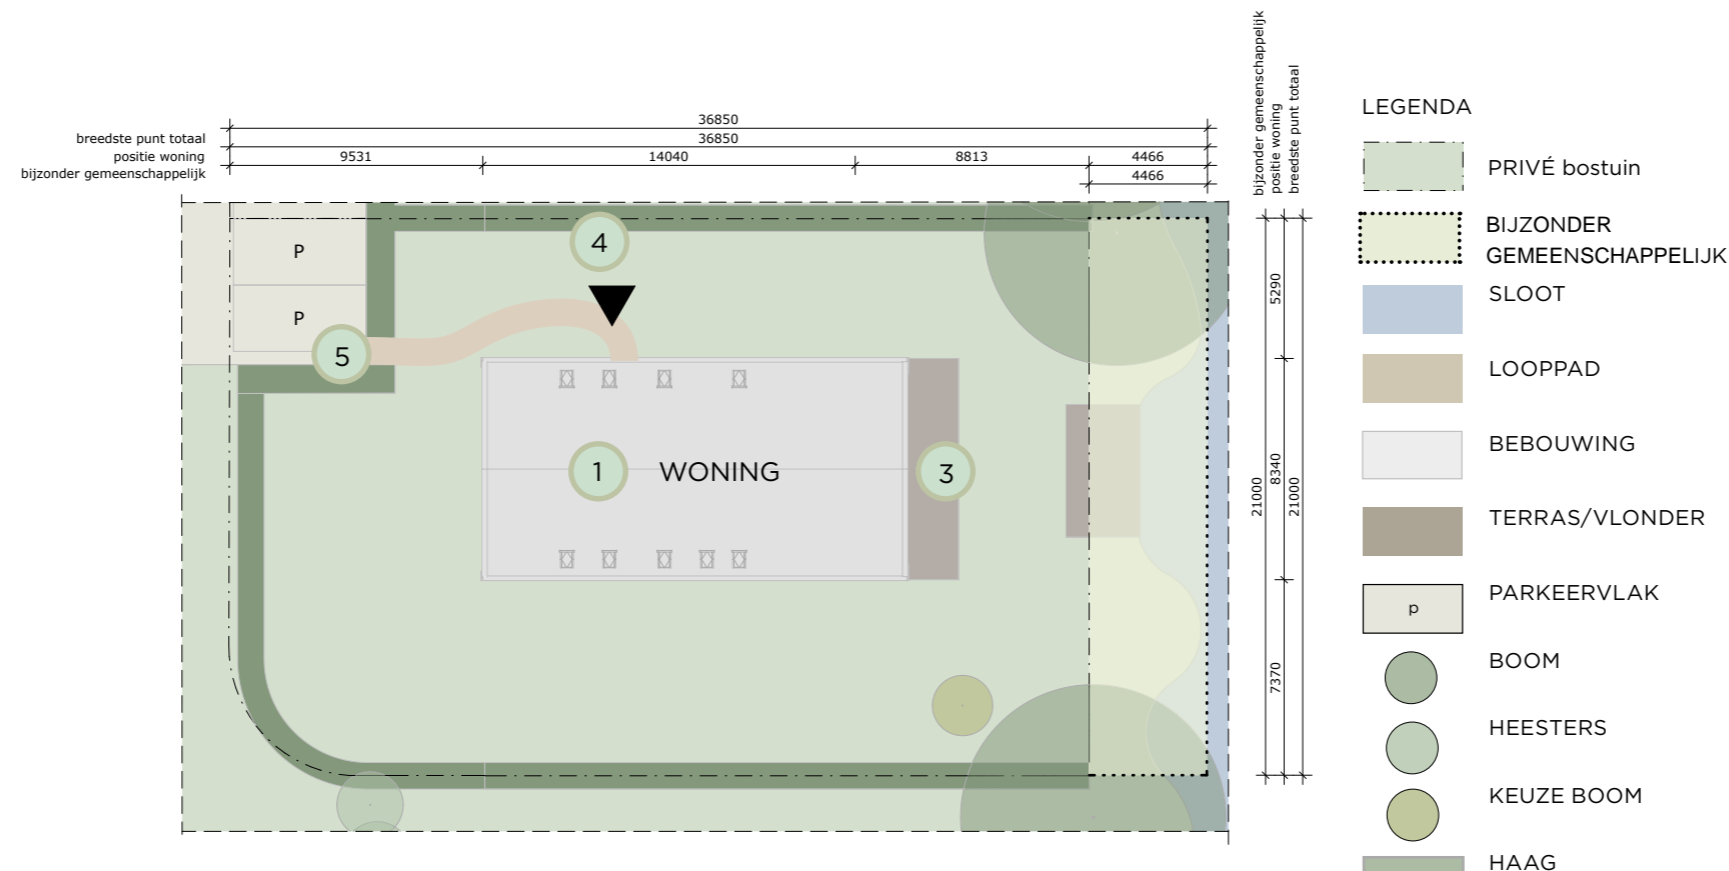 36850
breedste punt totaal
36850
positie woning
9531 14040 8813 4466
bijzonder gemeenschappelijk
4466
bijzonder gemeenschappelijk
positie woning
breedste punt totaal
P
P
4
5
1
WONING
3
5290
8340
7370
21000
21000
LEGENDA
PRIVÉ bostuin
BIJZONDER
GEMEENSCHAPPELIJK
SLOOT
LOOPPAD
BEBOUWING
TERRAS/VLONDER
p
PARKEERVLAK
BOOM
HEESTERS
KEUZE BOOM
HAAG